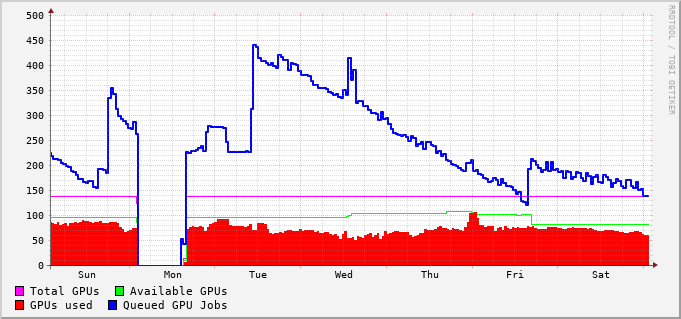 500
450
400
350
300
250
200
150
100
50
0
Sun Mon Tue Wed Thu Fri Sat
Total GPUs Available GPUs
GPUs used Queued GPU Jobs
RRDTOOL / TOBI OETIKER